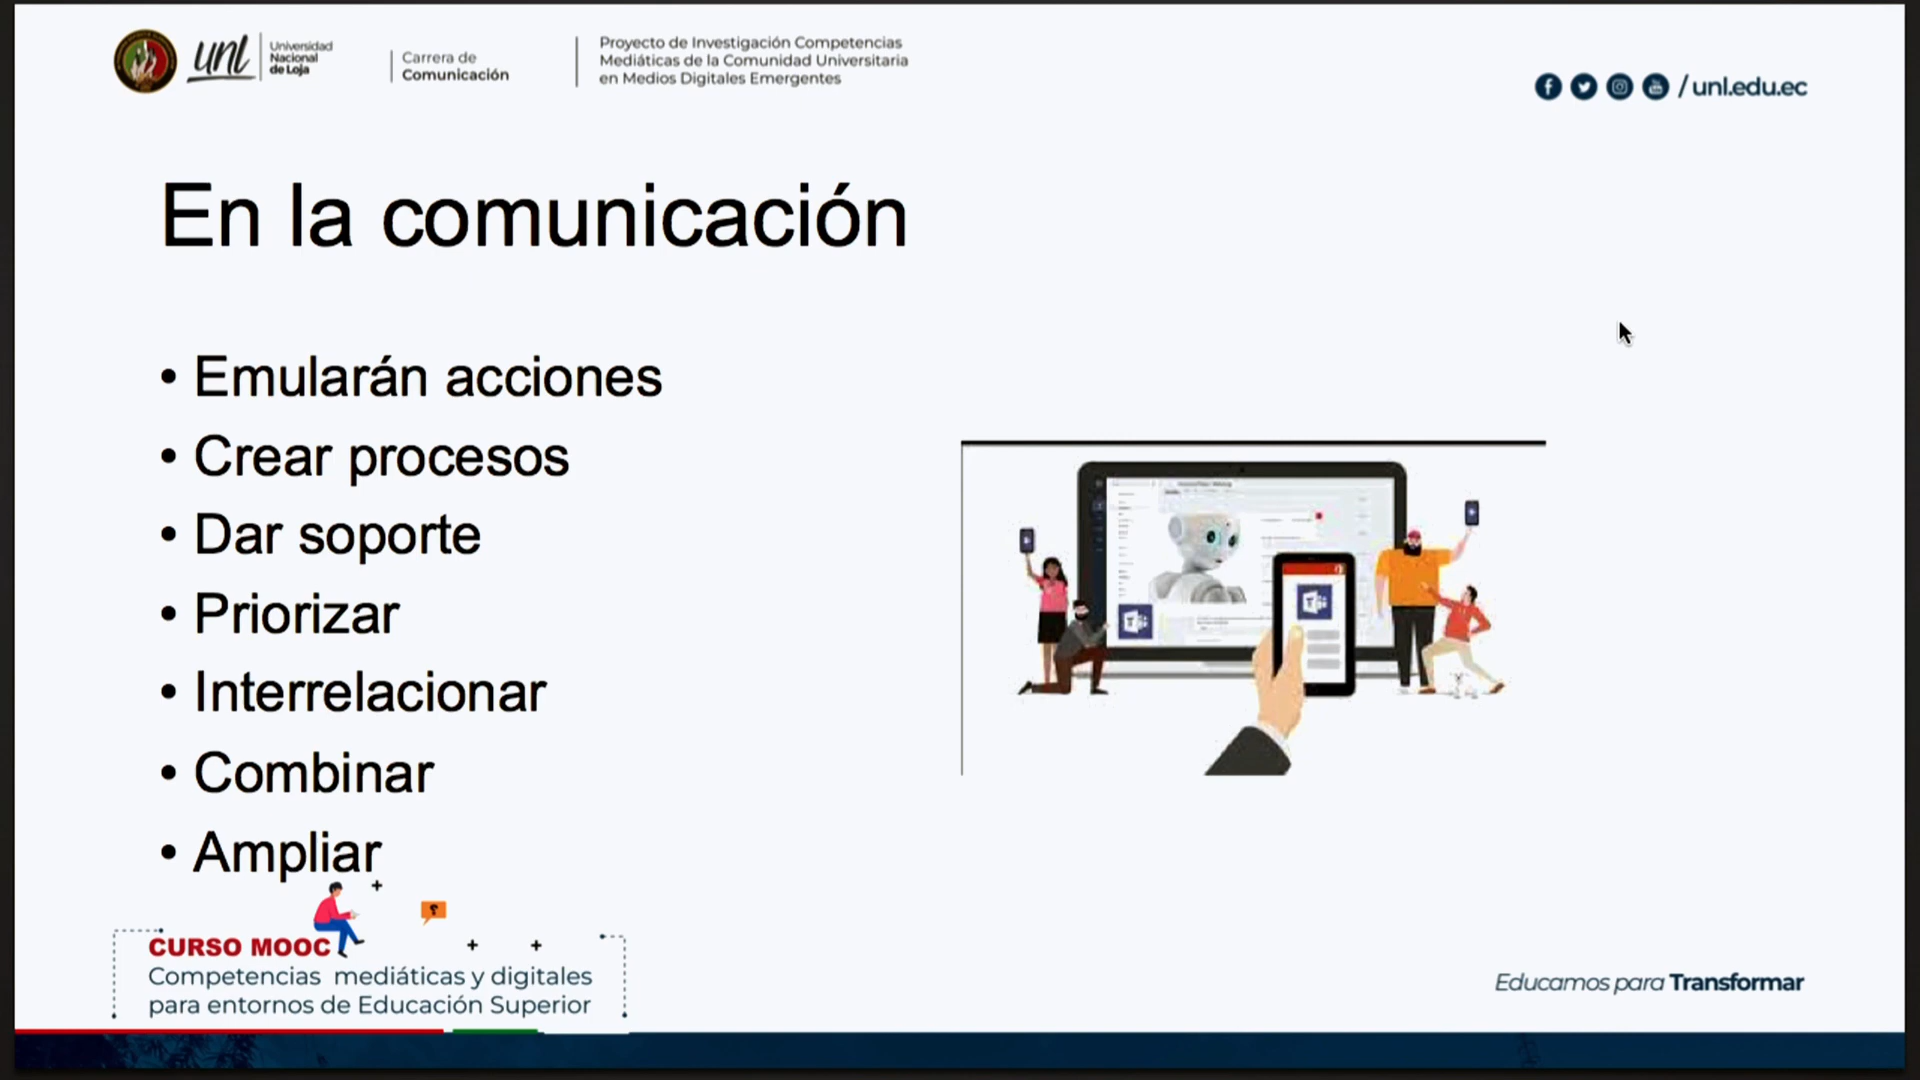 unl
Universidad
Nacional
de Loja
Carrera de
Comunicación
Proyecto de Investigación Competencias
Mediáticas de la Comunidad Universitaria
en Medios Digitales Emergentes
/ unl.edu.ec
En la comunicación
• Emularán acciones
• Crear procesos
• Dar soporte
• Priorizar
• Interrelacionar
• Combinar
• Ampliar
CURSO MOOC
Competencias mediáticas y digitales
para entornos de Educación Superior
Educamos para Transformar